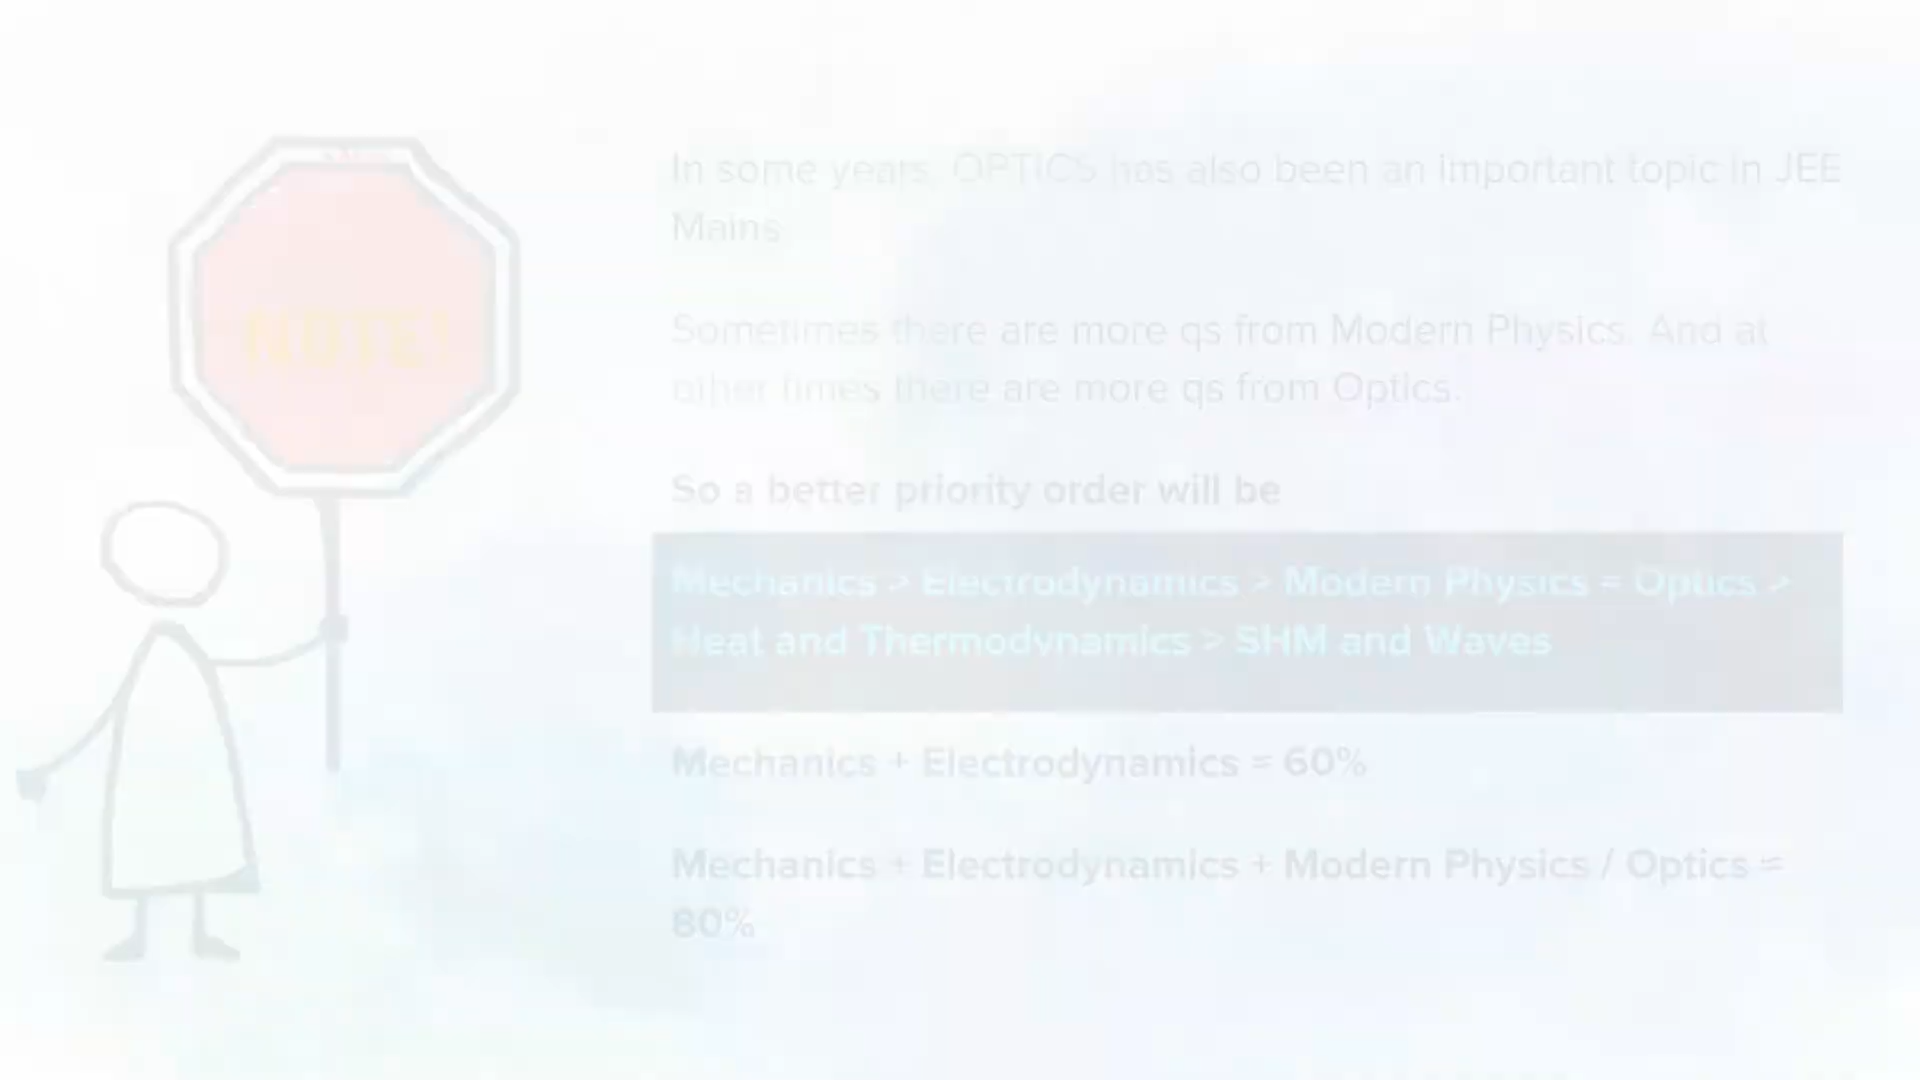 NOTE!
In some years, OPTICS has also been an important topic in JEE
Mains
Sometimes there are more qs from Modern Physics. And at
other times there are more qs from Optics.
So a better priority order will be
Mechanics > Electrodynamics > Modern Physics = Optics >
Heat and Thermodynamics > SHM and Waves
Mechanics + Electrodynamics = 60%
Mechanics + Electrodynamics + Modern Physics / Optics =
80%